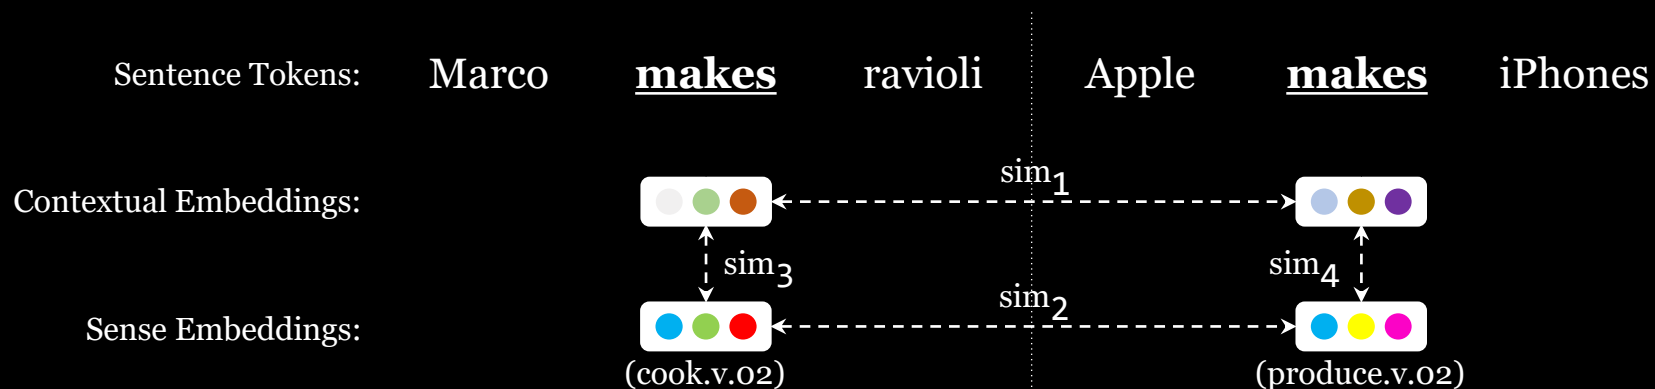 Sentence Tokens: Marco makes ravioli Apple makes iPhones
sim1
Contextual Embeddings:
sim3 sim4
sim2
Sense Embeddings:
(cook.v.02) (produce.v.02)